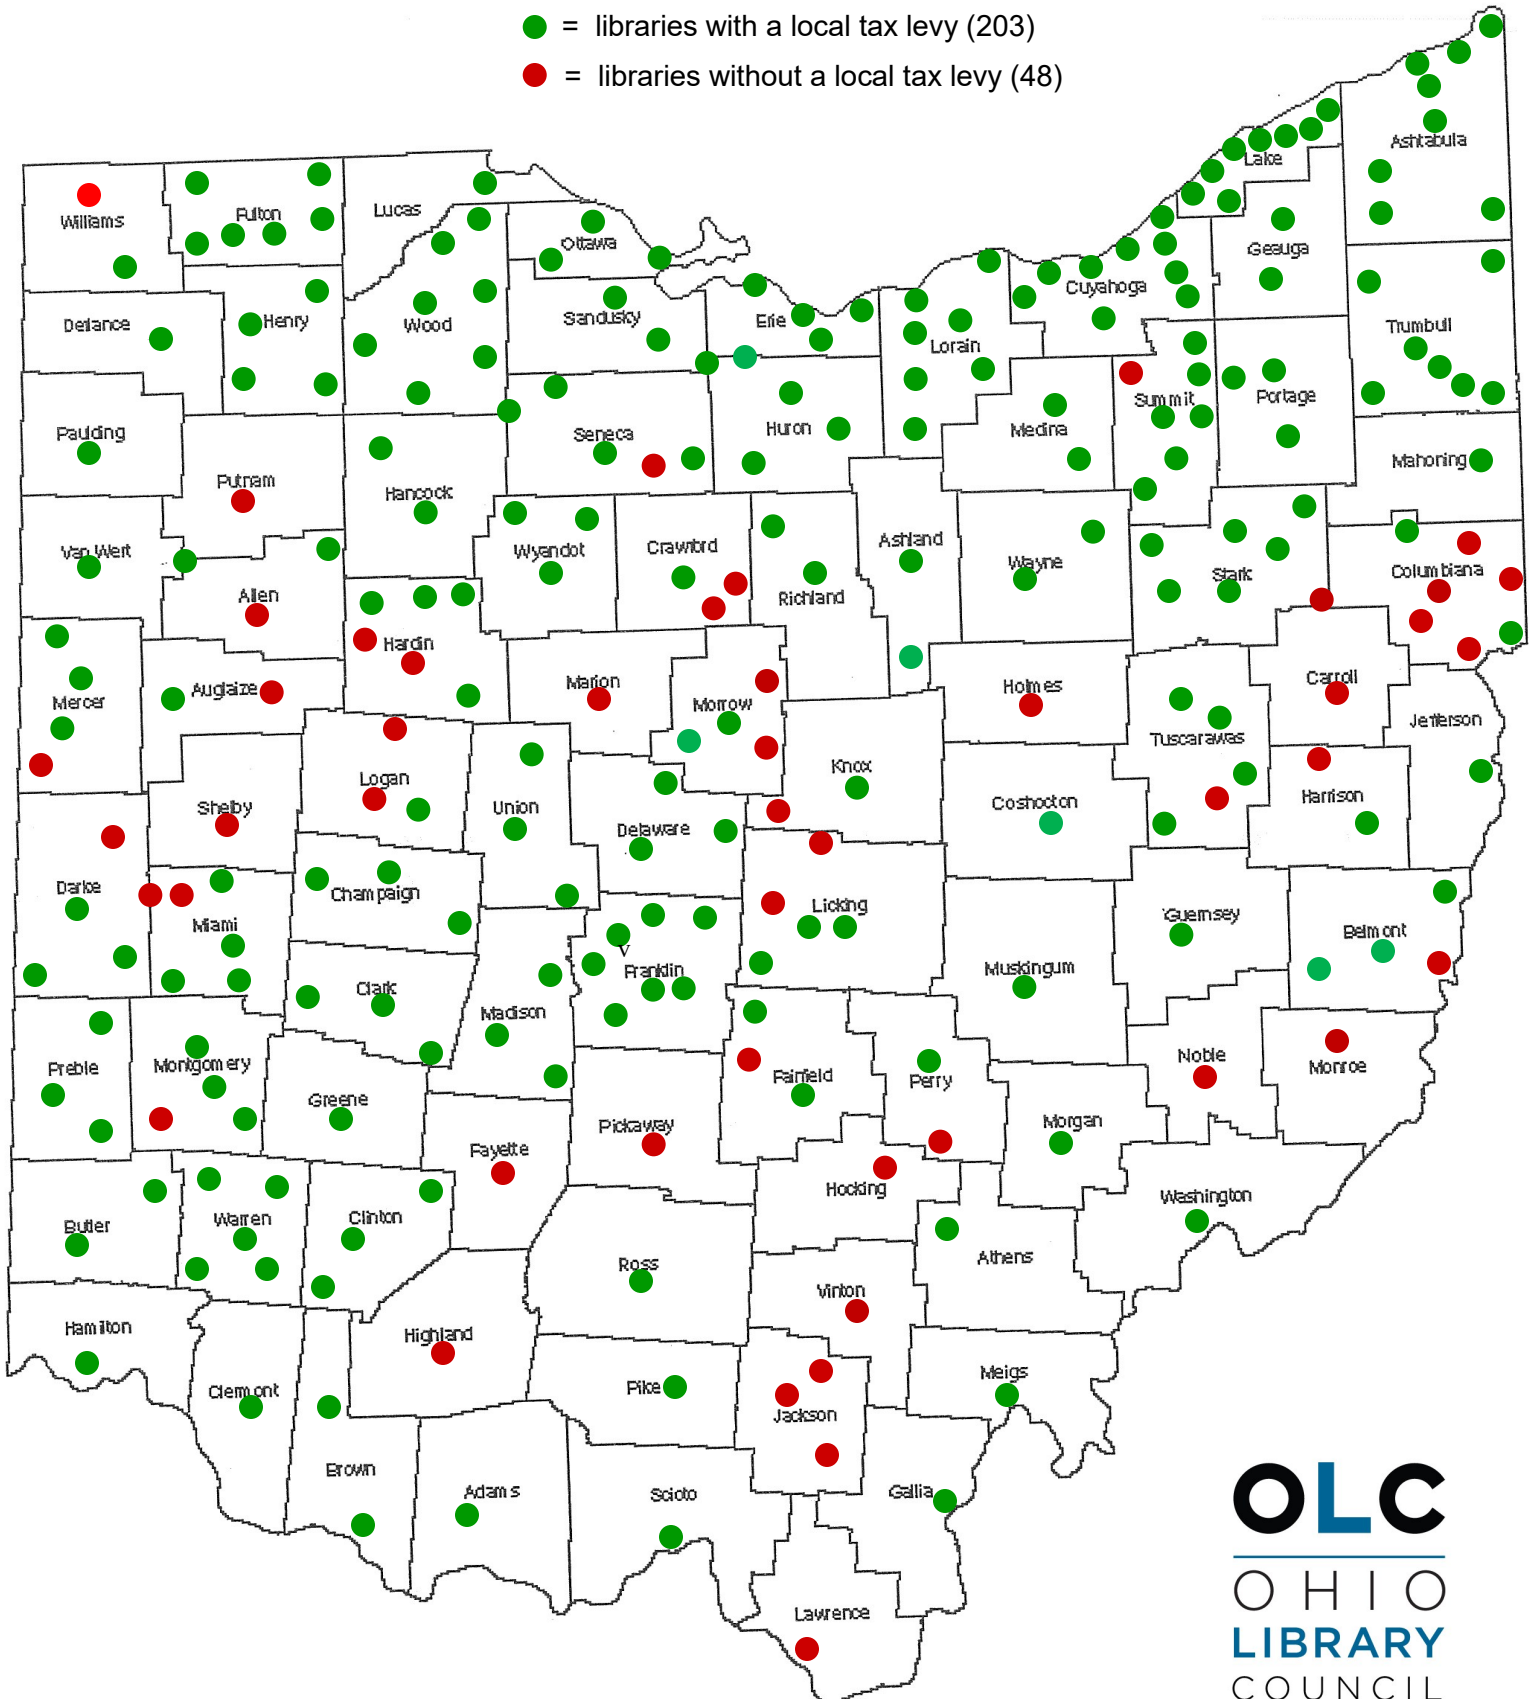 = libraries with a local tax levy (203)
= libraries without a local tax levy (48)
Ashtabula
Lake
Williams
Fulton
Lucas
Ottawa
Geauga
Cuyahoga
Defiance
Henry
Wood
Sandusky
Erie
Lorain
Trumbull
Summit
Portage
Paulding
Seneca
Huron
Medina
Mahoning
Putnam
Hancock
Van Wert
Wyandot
Crawford
Ashland
Wayne
Stark
Columbiana
Allen
Richland
Hardin
Mercer
Auglaize
Marion
Morrow
Holmes
Carroll
Jefferson
Tuscarawas
Logan
Knox
Shelby
Union
Coshocton
Harrison
Delaware
Darke
Champaign
Miami
Licking
Guernsey
Belmont
v
Franklin
Clark
Muskingum
Madison
Preble
Montgomery
Fairfield
Perry
Noble
Monroe
Greene
Pickaway
Morgan
Fayette
Hocking
Washington
Butler
Warren
Clinton
Ross
Athens
Vinton
Hamilton
Highland
Clermont
Pike
Meigs
Jackson
Brown
Adams
Scioto
Gallia
Lawrence
OLC
OHIO
LIBRARY
COUNCIL